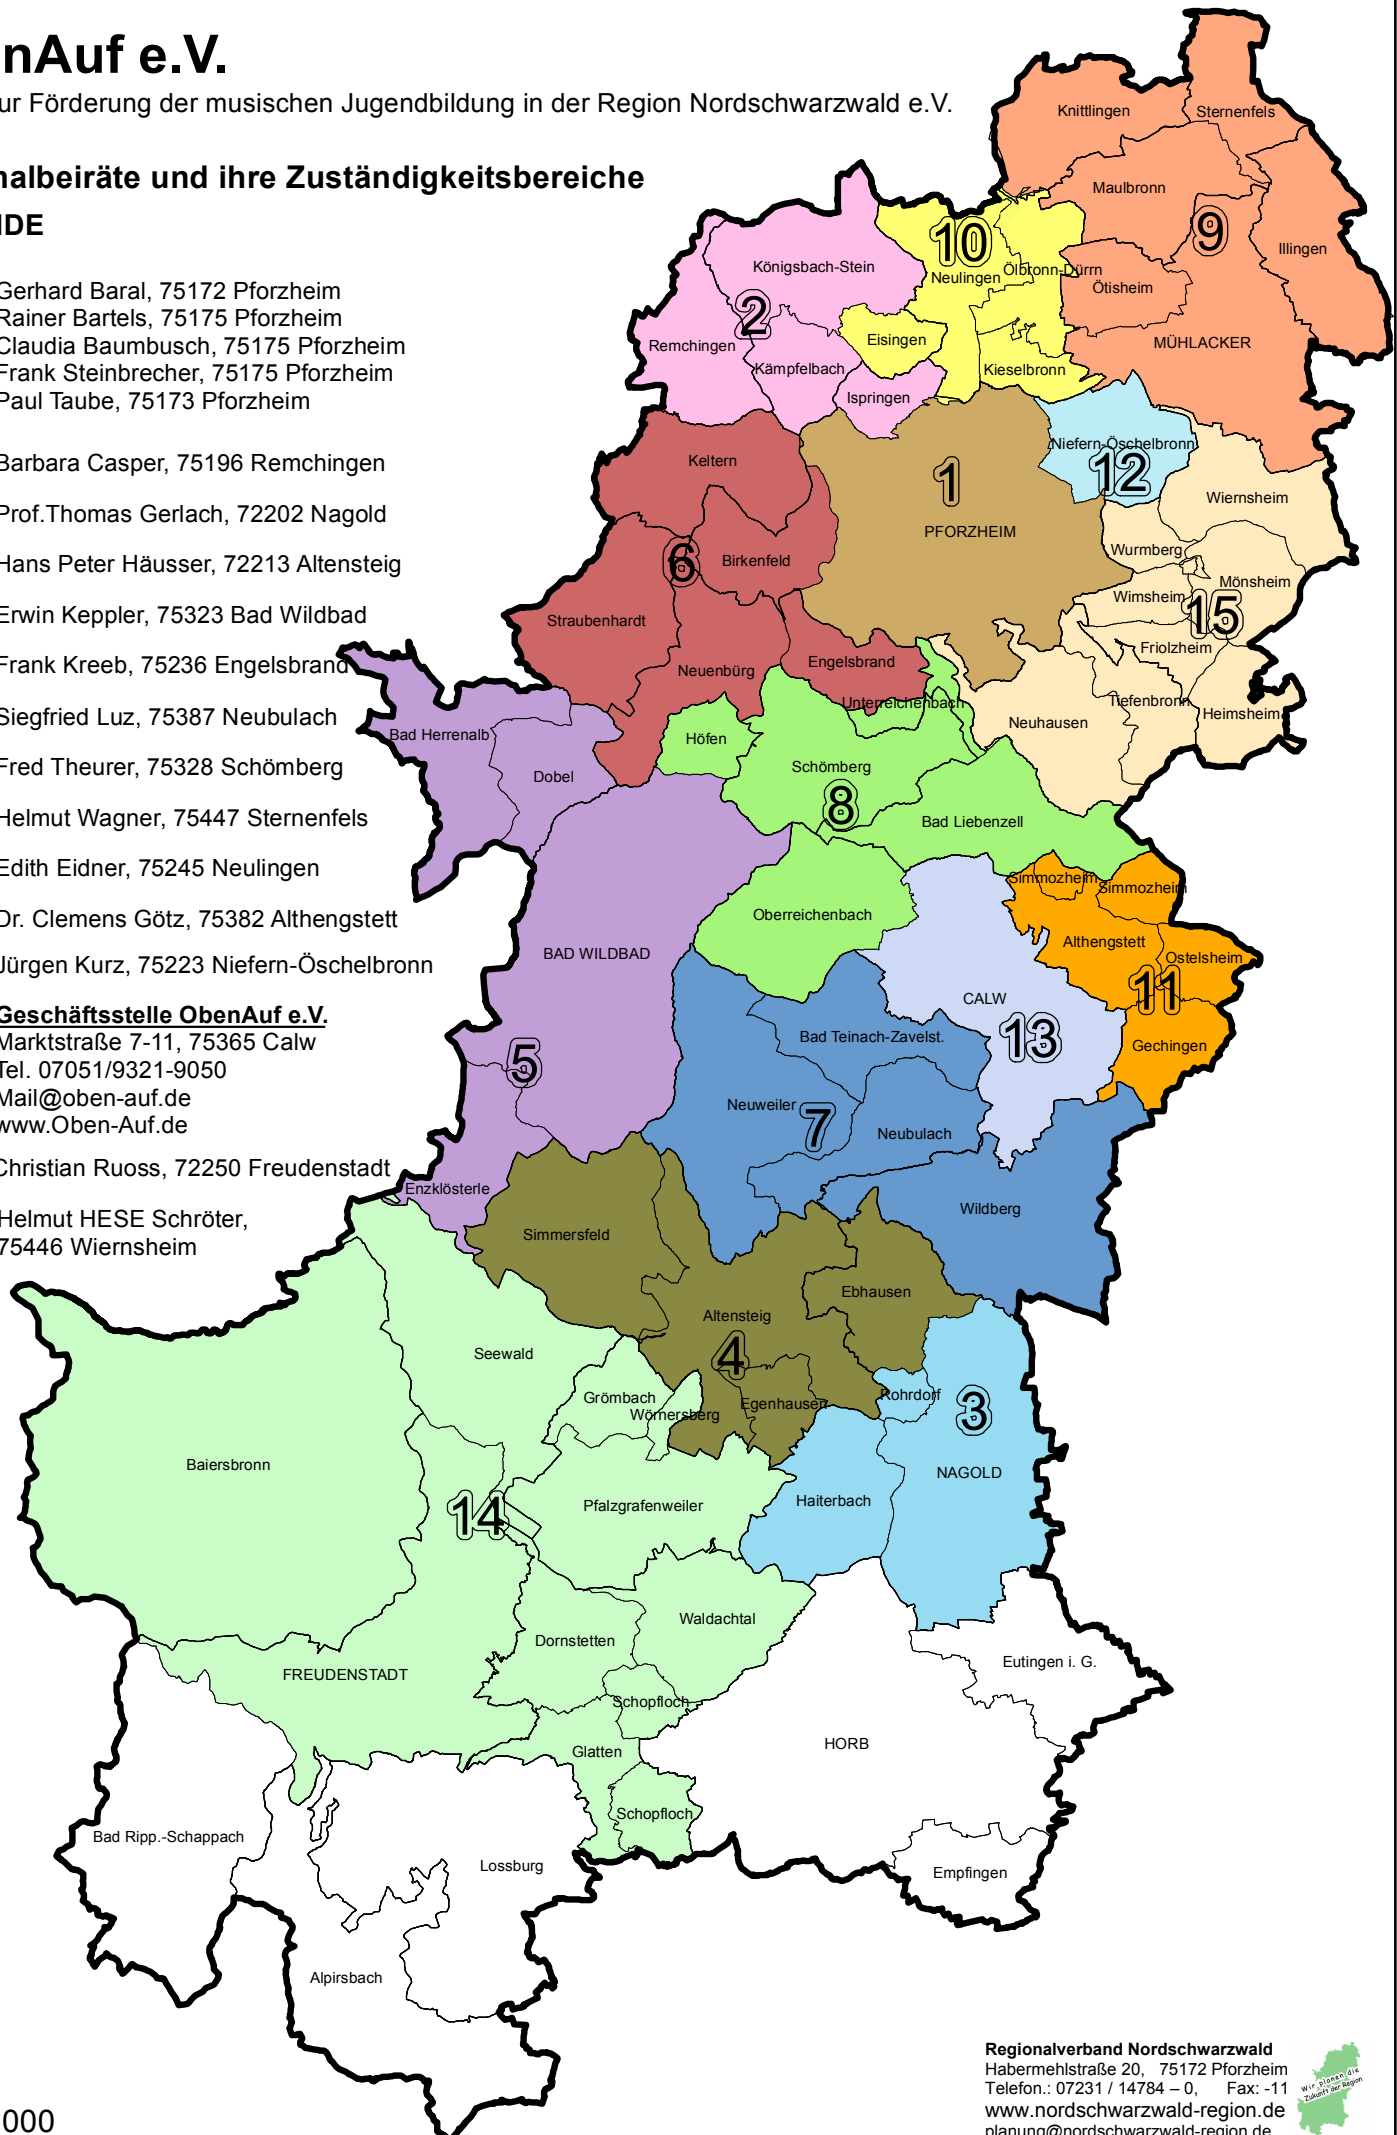 nAuf e.V.
ur Förderung der musischen Jugendbildung in der Region Nordschwarzwald e.V.
nalbeiräte und ihre Zuständigkeitsbereiche
IDE
Gerhard Baral, 75172 Pforzheim
Rainer Bartels, 75175 Pforzheim
Claudia Baumbusch, 75175 Pforzheim
Frank Steinbrecher, 75175 Pforzheim
Paul Taube, 75173 Pforzheim
Barbara Casper, 75196 Remchingen
Prof.Thomas Gerlach, 72202 Nagold
Hans Peter Häusser, 72213 Altensteig
Erwin Keppler, 75323 Bad Wildbad
Frank Kreeb, 75236 Engelsbrand
Siegfried Luz, 75387 Neubulach
Fred Theurer, 75328 Schömberg
Helmut Wagner, 75447 Sternenfels
Edith Eidner, 75245 Neulingen
Dr. Clemens Götz, 75382 Althengstett
Jürgen Kurz, 75223 Niefern-Öschelbronn
Geschäftsstelle ObenAuf e.V.
Marktstraße 7-11, 75365 Calw
Tel. 07051/9321-9050
Mail@oben-auf.de
www.Oben-Auf.de
Christian Ruoss, 72250 Freudenstadt
Helmut HESE Schröter,
75446 Wiernsheim
Knittlingen
Sternenfels
Maulbronn
9
Illingen
Ötisheim
MÜHLACKER
10
Neulingen
Ölbronn-Dürrn
Eisingen
Kieselbronn
Königsbach-Stein
2
Remchingen
Kämpfelbach
Ispringen
Niefern-Öschelbronn
12
1
PFORZHEIM
Keltern
6
Birkenfeld
Straubenhardt
Neuenbürg
Engelsbrand
Wiernsheim
Wurmberg
Mönsheim
Wimsheim
15
Friolzheim
Tiefenbronn
Heimsheim
Neuhausen
Unterreichenbach
Höfen
Schömberg
8
Bad Liebenzell
Oberreichenbach
Bad Herrenalb
Dobel
BAD WILDBAD
5
Enzklösterle
Simmozheim
Simmozheim
Althengstett
Ostelsheim
11
Gechingen
CALW
13
Bad Teinach-Zavelst.
Neuweiler
7
Neubulach
Wildberg
Simmersfeld
Ebhausen
Altensteig
4
Egenhausen
Rohrdorf
3
NAGOLD
Haiterbach
Seewald
Grömbach
Wörnersberg
Baiersbronn
14
Pfalzgrafenweiler
Waldachtal
Dornstetten
FREUDENSTADT
Schopfloch
Glatten
Schopfloch
Eutingen i. G.
HORB
Empfingen
Bad Ripp.-Schappach
Lossburg
Alpirsbach
Regionalverband Nordschwarzwald
Habermehlstraße 20, 75172 Pforzheim
Telefon.: 07231 / 14784 – 0, Fax: -11
www.nordschwarzwald-region.de
planung@nordschwarzwald-region.de
Wir planen die
Zukunft der Region
000